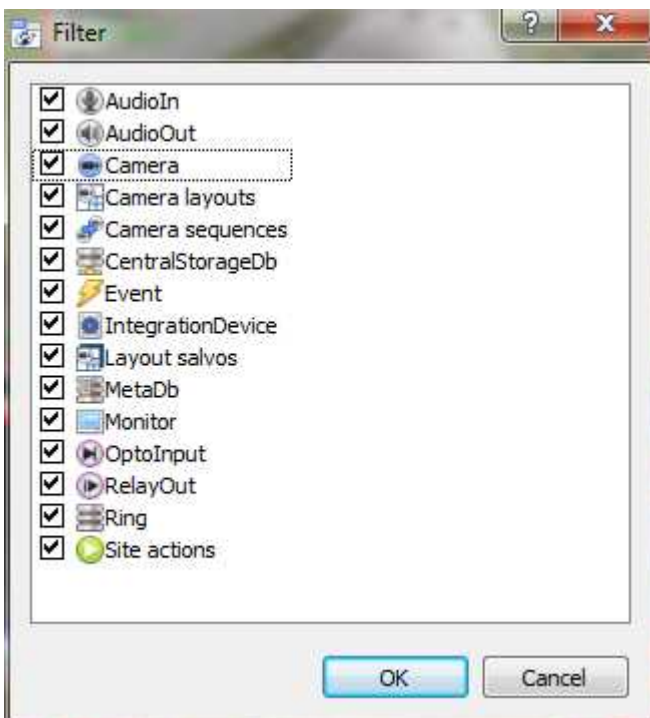 Filter
AudioIn
AudioOut
Camera
Camera layouts
Camera sequences
CentralStorageDb
Event
IntegrationDevice
Layout salvos
MetaDb
Monitor
OptoInput
RelayOut
Ring
Site actions
OK Cancel